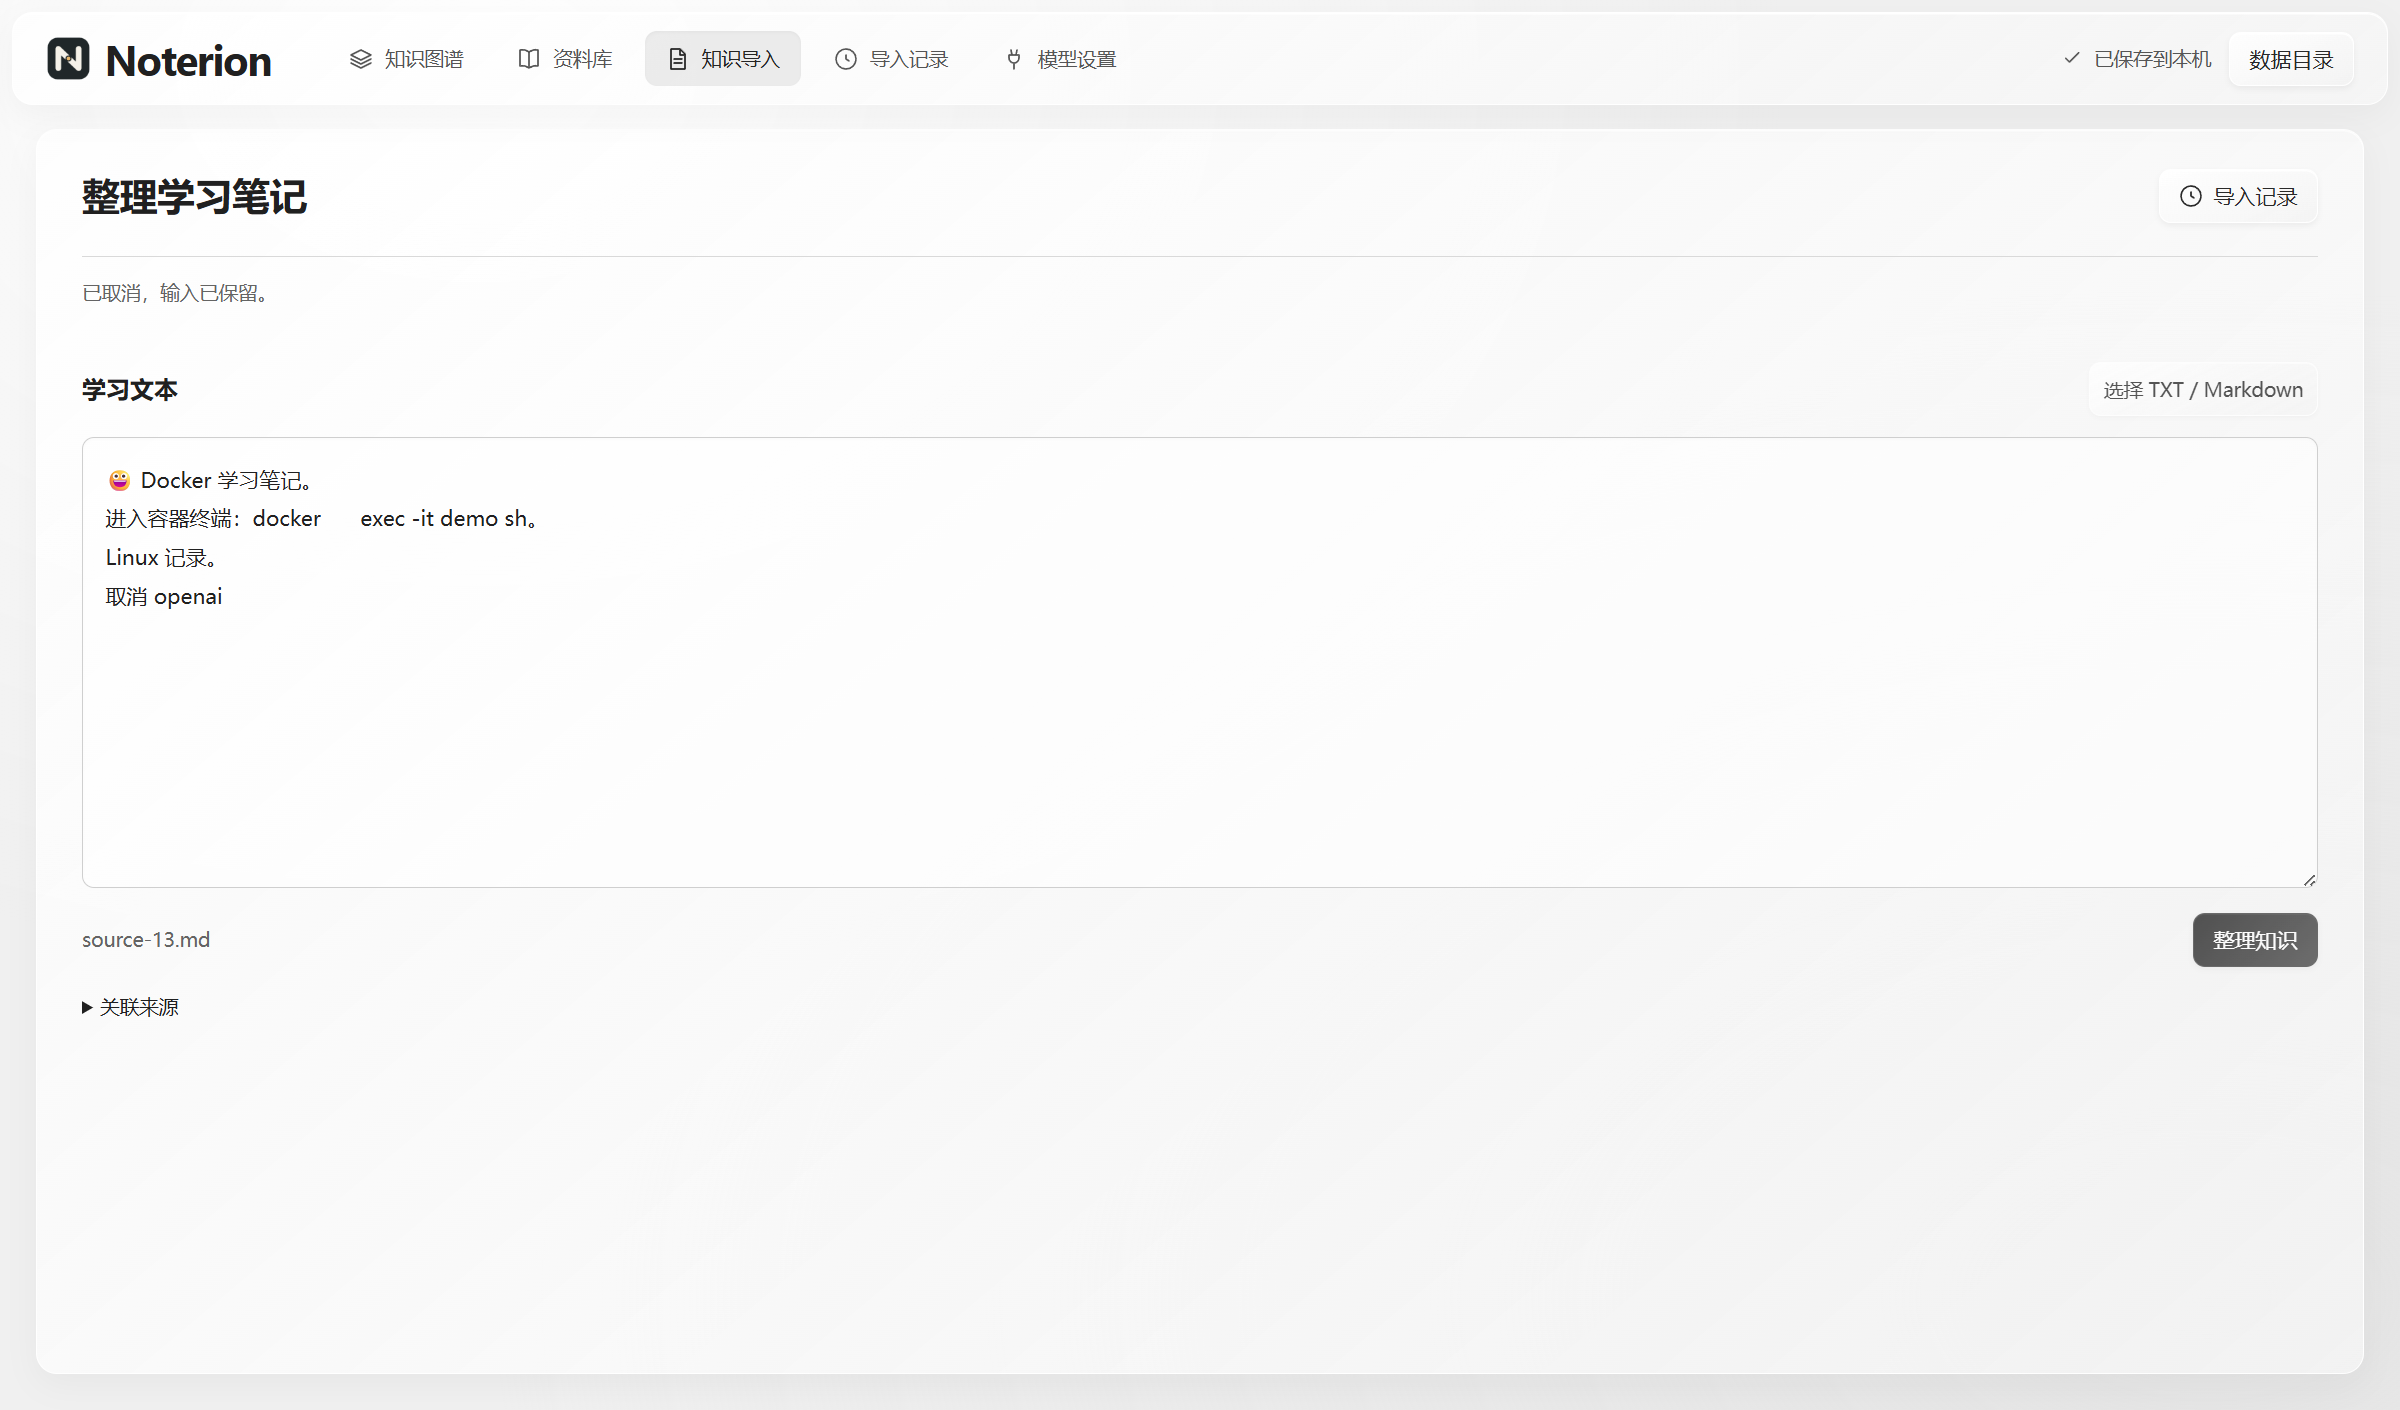 Noterion
知识图谱
资料库
知识导入
导入记录
模型设置
已保存到本机
数据目录
整理学习笔记
导入记录
已取消，输入已保留。
学习文本
选择 TXT / Markdown
😀 Docker 学习笔记。
进入容器终端：docker      exec -it demo sh。
Linux 记录。
取消 openai
source-13.md
整理知识
关联来源